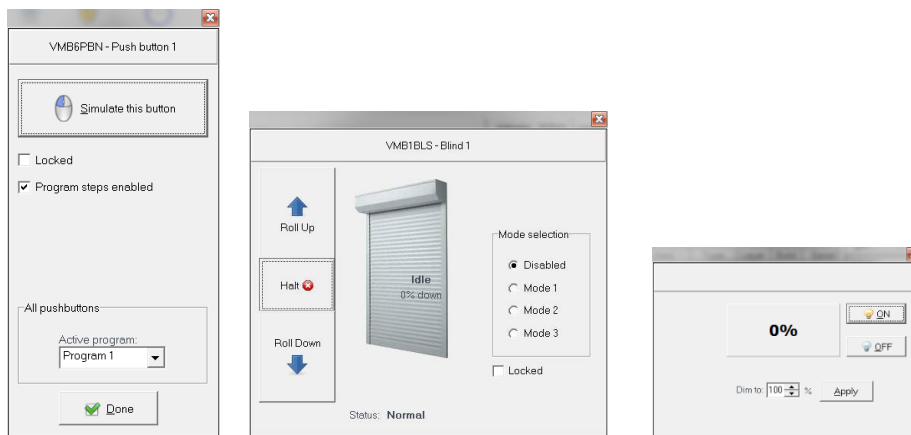 VMB6PBN - Push button 1
Simulate this button
Locked
Program steps enabled
All pushbuttons
Active program:
Program 1
Done
VMB1BLS - Blind 1
Roll Up
Halt
Roll Down
Idle
0% down
Mode selection
Disabled
Mode 1
Mode 2
Mode 3
Locked
Status: Normal
0%
ON
OFF
Dim to: 100 %
Apply